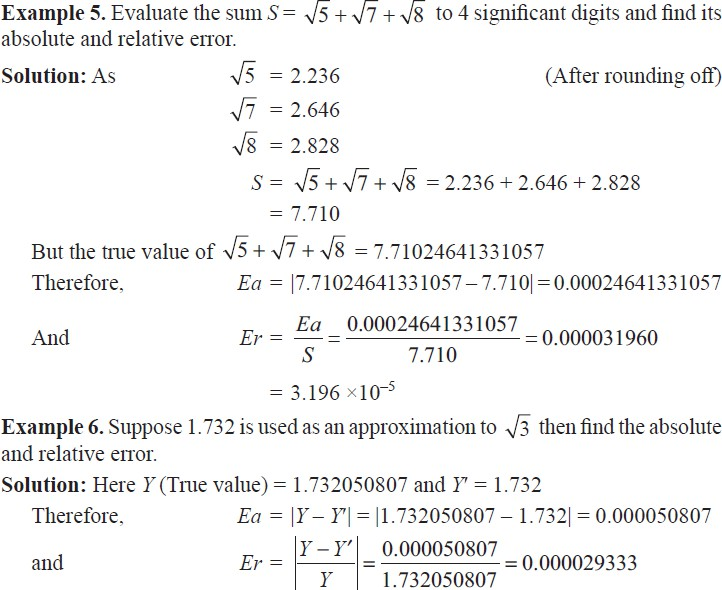 Example 5. Evaluate the sum S = √5 + √7 + √8 to 4 significant digits and find its
absolute and relative error.
Solution: As √5 = 2.236 (After rounding off)
√7 = 2.646
√8 = 2.828
S = √5 + √7 + √8 = 2.236 + 2.646 + 2.828
= 7.710
But the true value of √5 + √7 + √8 = 7.71024641331057
Therefore, Ea = |7.71024641331057 – 7.710| = 0.00024641331057
And Er = Ea/S = 0.00024641331057/7.710 = 0.000031960
= 3.196 ×10⁻⁵
Example 6. Suppose 1.732 is used as an approximation to √3 then find the absolute
and relative error.
Solution: Here Y (True value) = 1.732050807 and Y′ = 1.732
Therefore, Ea = |Y – Y′| = |1.732050807 – 1.732| = 0.000050807
and Er = |(Y – Y′)/Y| = 0.000050807/1.732050807 = 0.000029333